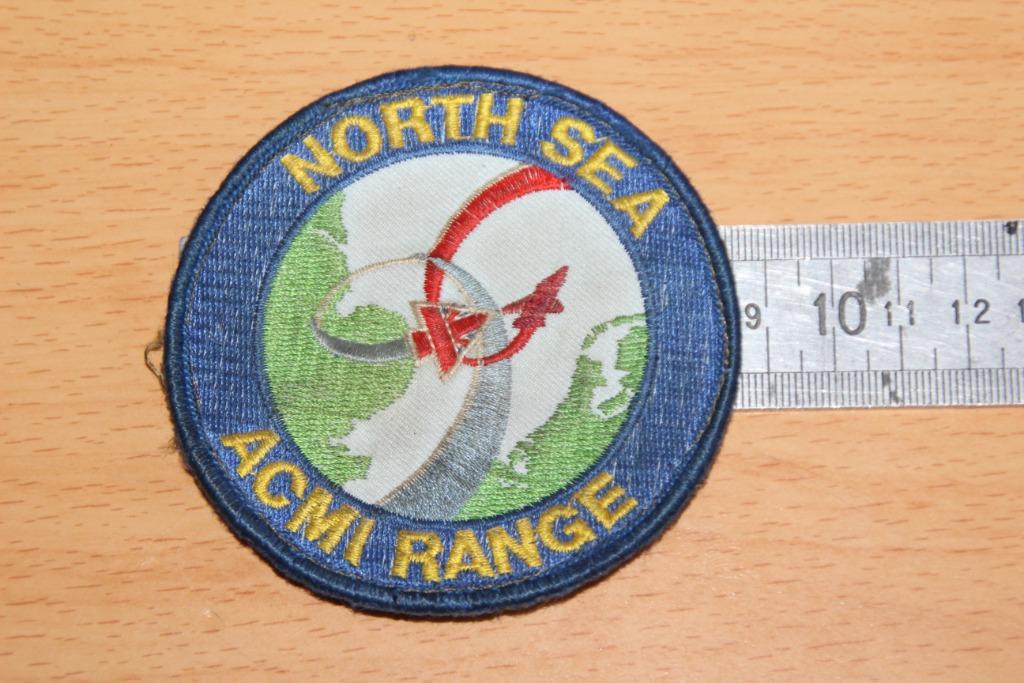 NORTH SEA
ACMI RANGE
9 10 11 12